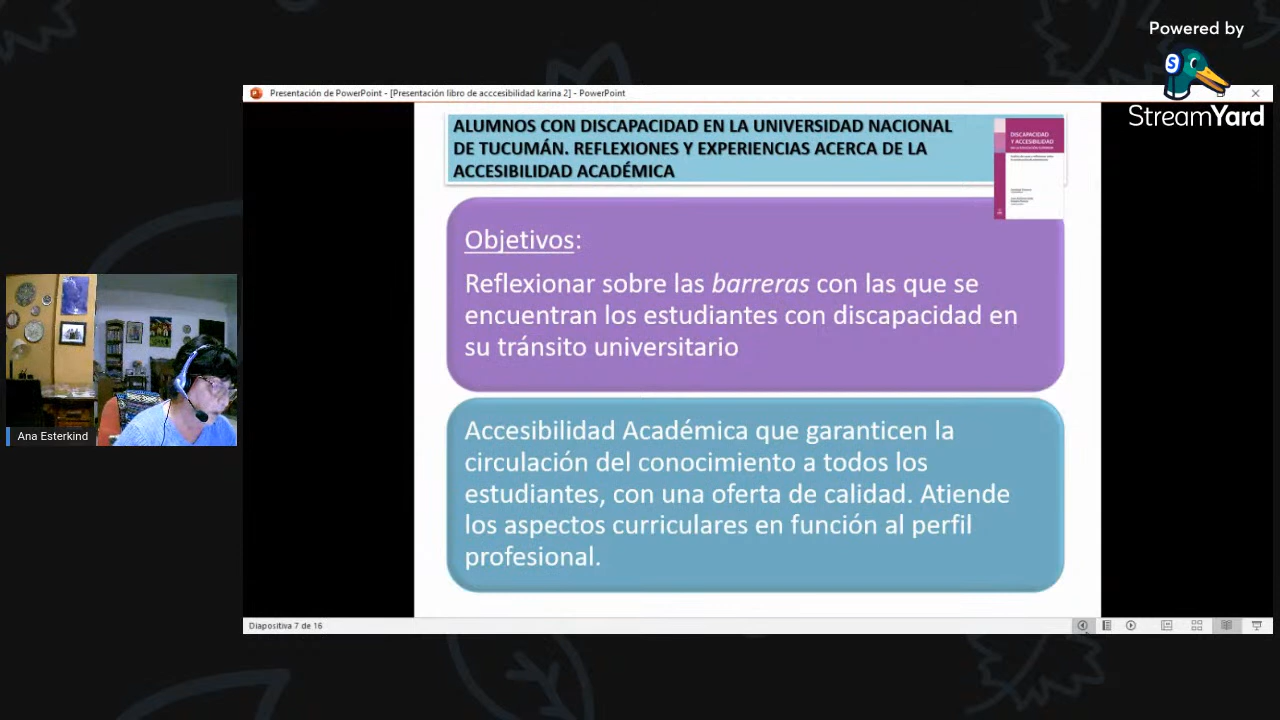 Powered by
StreamYard
Presentación de PowerPoint - [Presentación libro de acccesibilidad karina 2] - PowerPoint
ALUMNOS CON DISCAPACIDAD EN LA UNIVERSIDAD NACIONAL
DE TUCUMÁN. REFLEXIONES Y EXPERIENCIAS ACERCA DE LA
ACCESIBILIDAD ACADÉMICA
DISCAPACIDAD
Y ACCESIBILIDAD
Objetivos:
Reflexionar sobre las barreras con las que se
encuentran los estudiantes con discapacidad en
su tránsito universitario
Accesibilidad Académica que garanticen la
circulación del conocimiento a todos los
estudiantes, con una oferta de calidad. Atiende
los aspectos curriculares en función al perfil
profesional.
Ana Esterkind
Diapositiva 7 de 16